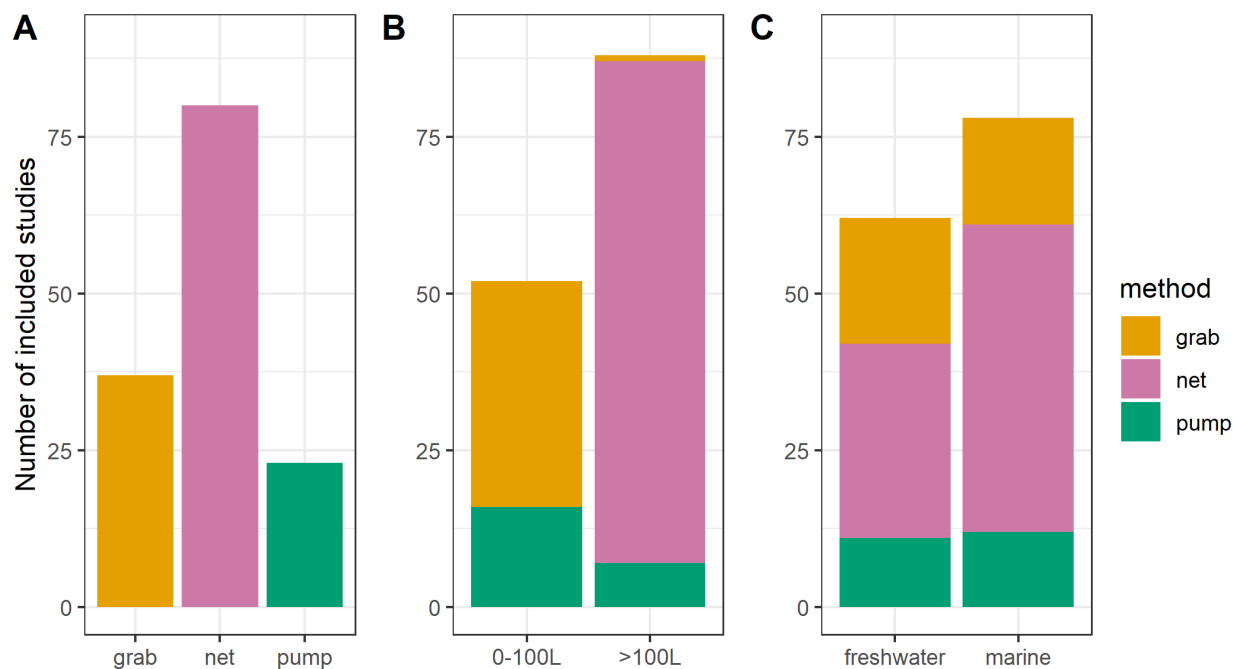 A
B
C
Number of included studies
75
50
25
0
grab
net
pump
75
50
25
0
0-100L
>100L
75
50
25
0
freshwater
marine
method
grab
net
pump